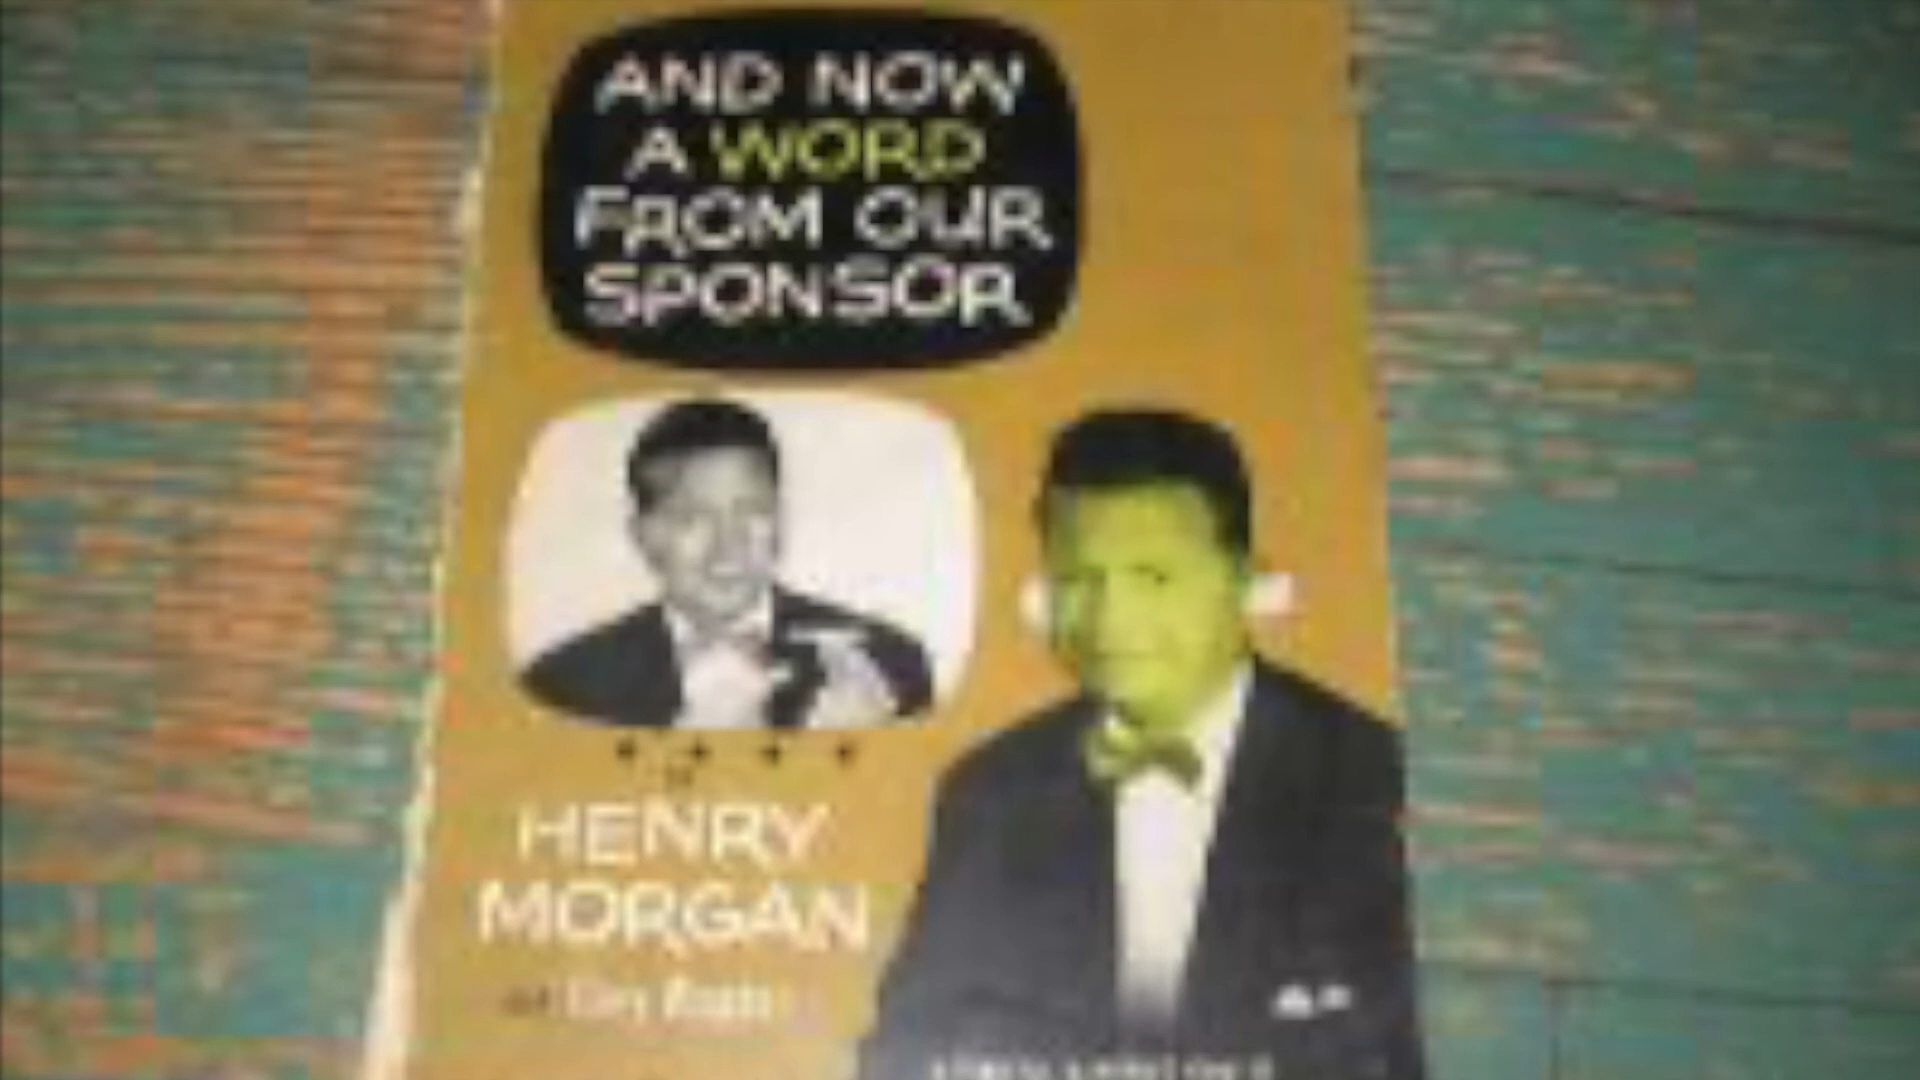 AND NOW
A WORD
FROM OUR
SPONSOR
HENRY
MORGAN